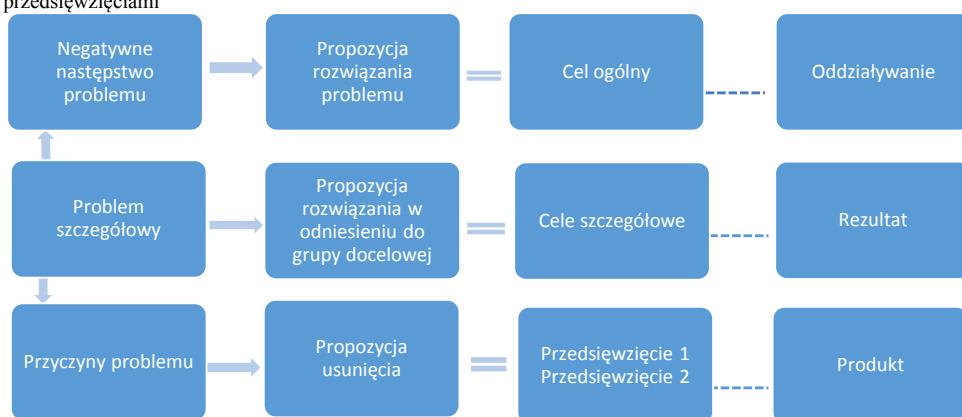 przedsięwzięciami
Negatywne
następstwo
problemu
Propozycja
rozwiązania
problemu
Cel ogólny
Oddziaływanie
Problem
szczegółowy
Propozycja
rozwiązania w
odniesieniu do
grupy docelowej
Cele szczegółowe
Rezultat
Przyczyny problemu
Propozycja
usunięcia
Przedsięwzięcie 1
Przedsięwzięcie 2
Produkt